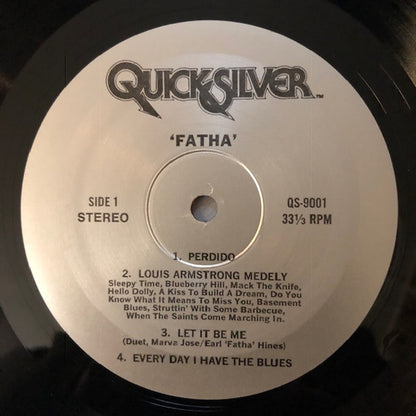 QUICKSILVER™
'FATHA'
SIDE 1
STEREO
QS-9001
33⅓ RPM
1. PERDIDO
2. LOUIS ARMSTRONG MEDELY
Sleepy Time, Blueberry Hill, Mack The Knife,
Hello Dolly, A Kiss To Build A Dream, Do You
Know What It Means To Miss You, Basement
Blues, Struttin' With Some Barbecue,
When The Saints Come Marching In.
3. LET IT BE ME
(Duet, Marva Jose/Earl 'Fatha' Hines)
4. EVERY DAY I HAVE THE BLUES